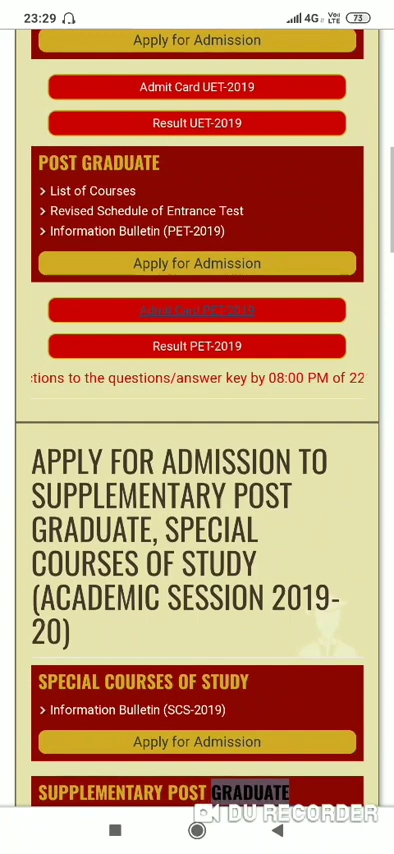 23:29
4G
Vo)
LTE
73
Apply for Admission
Admit Card UET-2019
Result UET-2019
POST GRADUATE
> List of Courses
> Revised Schedule of Entrance Test
> Information Bulletin (PET-2019)
Apply for Admission
Admit Card PET-2019
Result PET-2019
ctions to the questions/answer key by 08:00 PM of 22
APPLY FOR ADMISSION TO
SUPPLEMENTARY POST
GRADUATE, SPECIAL
COURSES OF STUDY
(ACADEMIC SESSION 2019-
20)
SPECIAL COURSES OF STUDY
> Information Bulletin (SCS-2019)
Apply for Admission
SUPPLEMENTARY POST GRADUATE
DU RECORDER